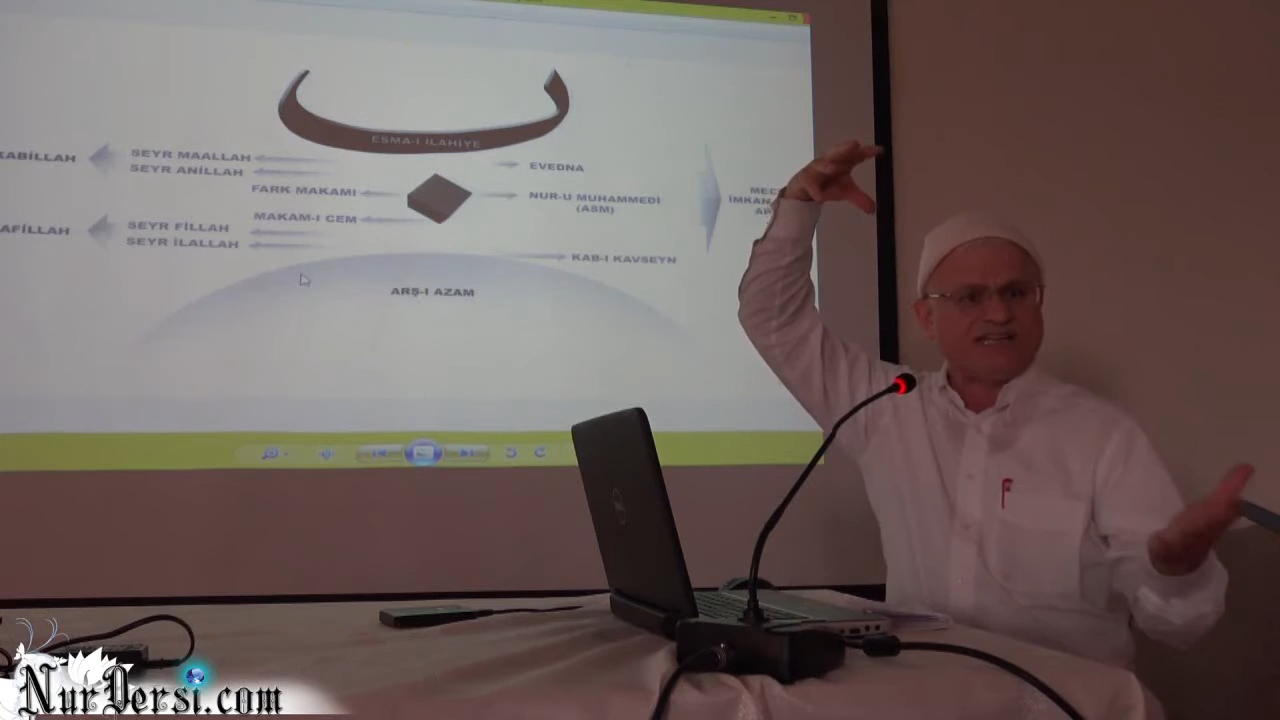 ESMA-I İLAHİYE
KABİLLAH
SEYR MAALLAH
SEYR ANİLLAH
EVEDNA
FARK MAKAMI
NUR-U MUHAMMEDİ
(ASM)
MAKAM-I CEM
AFİLLAH
SEYR FİLLAH
SEYR İLALLAH
KAB-I KAVSEYN
ARŞ-I AZAM
İMKAN
NurDersi.com